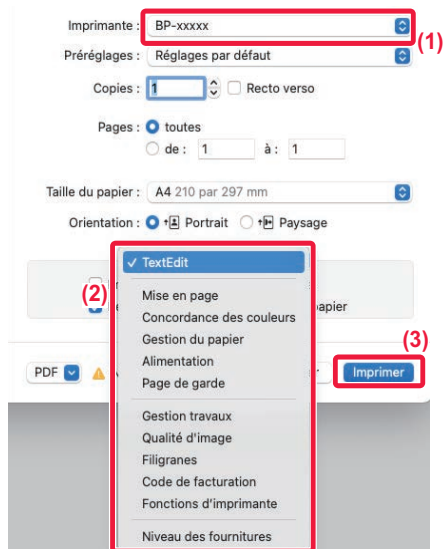 Imprimante : BP-xxxxx
(1)
Préréglages : Réglages par défaut
Copies : 1 Recto verso
Pages : toutes
de : 1 à : 1
Taille du papier : A4 210 par 297 mm
Orientation : Portrait Paysage
✓ TextEdit
(2)
Mise en page
Concordance des couleurs
papier
Gestion du papier
(3)
Alimentation
PDF Imprimer
Page de garde
Gestion travaux
Qualité d'image
Filigranes
Code de facturation
Fonctions d'imprimante
Niveau des fournitures